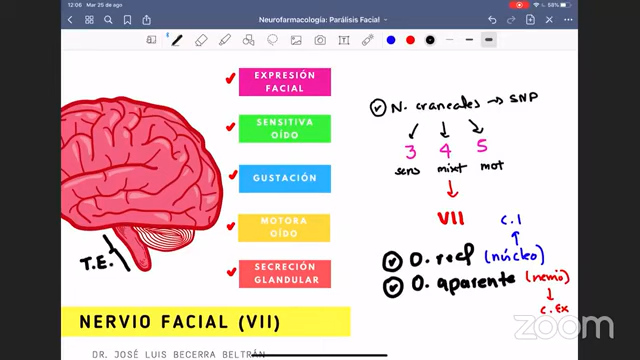 12:06 Mar 25 de ago
Neurofarmacología: Parálisis Facial
58%
EXPRESIÓN
FACIAL
SENSITIVA
OÍDO
GUSTACIÓN
MOTORA
OÍDO
SECRECIÓN
GLANDULAR
T.E.
N. craneales → SNP
3 4 5
sens mixt mot
VII
C.I
O. real (núcleo)
O. aparente (nervio)
C. Ex
NERVIO FACIAL (VII)
DR. JOSÉ LUIS BECERRA BELTRÁN
zoom